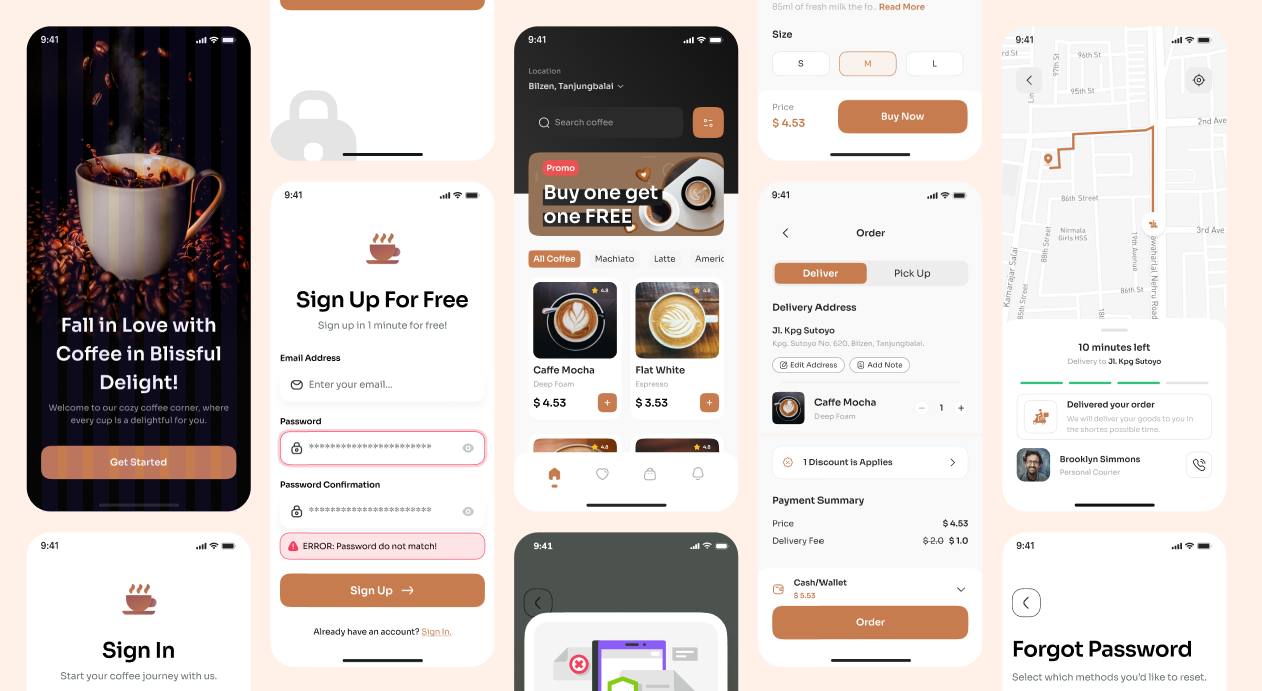 9:41
Fall in Love with
Coffee in Blissful
Delight!
Welcome to our cozy coffee corner, where
every cup is a delightful for you.
Get Started
9:41
Sign In
Start your coffee journey with us.
9:41
Sign Up For Free
Sign up in 1 minute for free!
Email Address
Enter your email...
Password
***********************
Password Confirmation
***********************
ERROR: Password do not match!
Sign Up
Already have an account? Sign In.
9:41
Location
Bilzen, Tanjungbalai
Search coffee
Promo
Buy one get
one FREE
All Coffee Machiato Latte Americ
4.8 4.8
Caffe Mocha Flat White
Deep Foam Espresso
$ 4.53 $ 3.53
4.8 4.8
9:41
85ml of fresh milk the fo.. Read More
Size
S M L
Price
$ 4.53
Buy Now
9:41
Order
Deliver Pick Up
Delivery Address
Jl. Kpg Sutoyo
Kpg. Sutoyo No. 620, Bilzen, Tanjungbalai.
Edit Address Add Note
Caffe Mocha
Deep Foam
1
1 Discount is Applies
Payment Summary
Price $ 4.53
Delivery Fee $ 2.0 $ 1.0
Cash/Wallet
$ 5.53
Order
9:41
rd St
97th St
96th St
95th St
2nd Ave
86th Street
Nirmala
Girls HSS
88th Street
19th Avenue
3rd Ave
Kamarajar Salai
85th Street
86th St
awaharlal Nehru Road
10 minutes left
Delivery to Jl. Kpg Sutoyo
Delivered your order
We will deliver your goods to you in
the shortes possible time.
Brooklyn Simmons
Personal Courier
9:41
Forgot Password
Select which methods you'd like to reset.